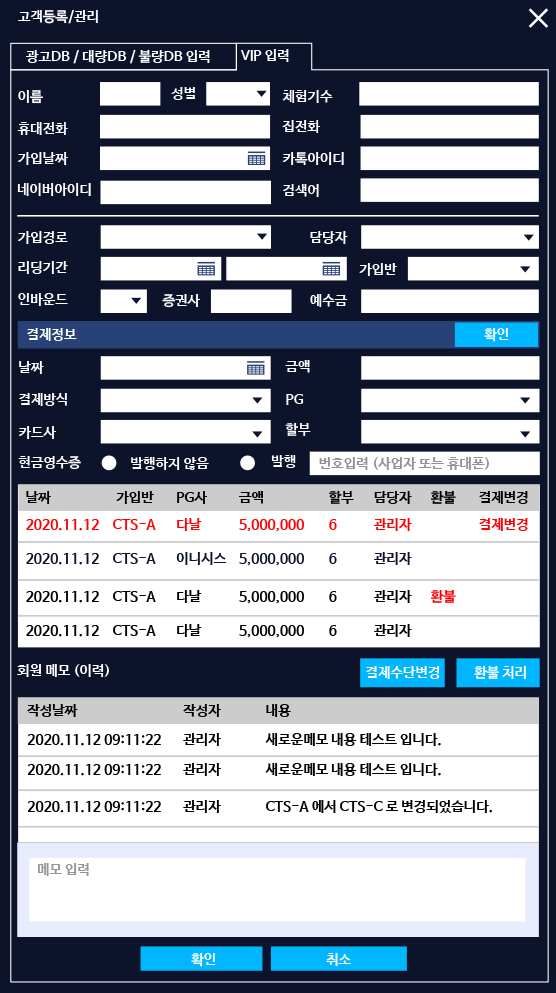 고객등록/관리
광고DB / 대량DB / 불량DB 입력 VIP 입력
이름 성별 체험기수
휴대전화 집전화
가입날짜 카톡아이디
네이버아이디 검색어
가입경로 담당자
리딩기간 가입반
인바운드 증권사 예수금
결제정보 확인
날짜 금액
결제방식 PG
카드사 할부
현금영수증 발행하지 않음 발행 번호입력 (사업자 또는 휴대폰)
날짜 가입반 PG사 금액 할부 담당자 환불 결제변경
2020.11.12 CTS-A 다날 5,000,000 6 관리자 결제변경
2020.11.12 CTS-A 이니시스 5,000,000 6 관리자
2020.11.12 CTS-A 다날 5,000,000 6 관리자 환불
2020.11.12 CTS-A 다날 5,000,000 6 관리자
회원 메모 (이력) 결제수단변경 환불 처리
작성날짜 작성자 내용
2020.11.12 09:11:22 관리자 새로운메모 내용 테스트 입니다.
2020.11.12 09:11:22 관리자 새로운메모 내용 테스트 입니다.
2020.11.12 09:11:22 관리자 CTS-A 에서 CTS-C 로 변경되었습니다.
메모 입력
확인 취소